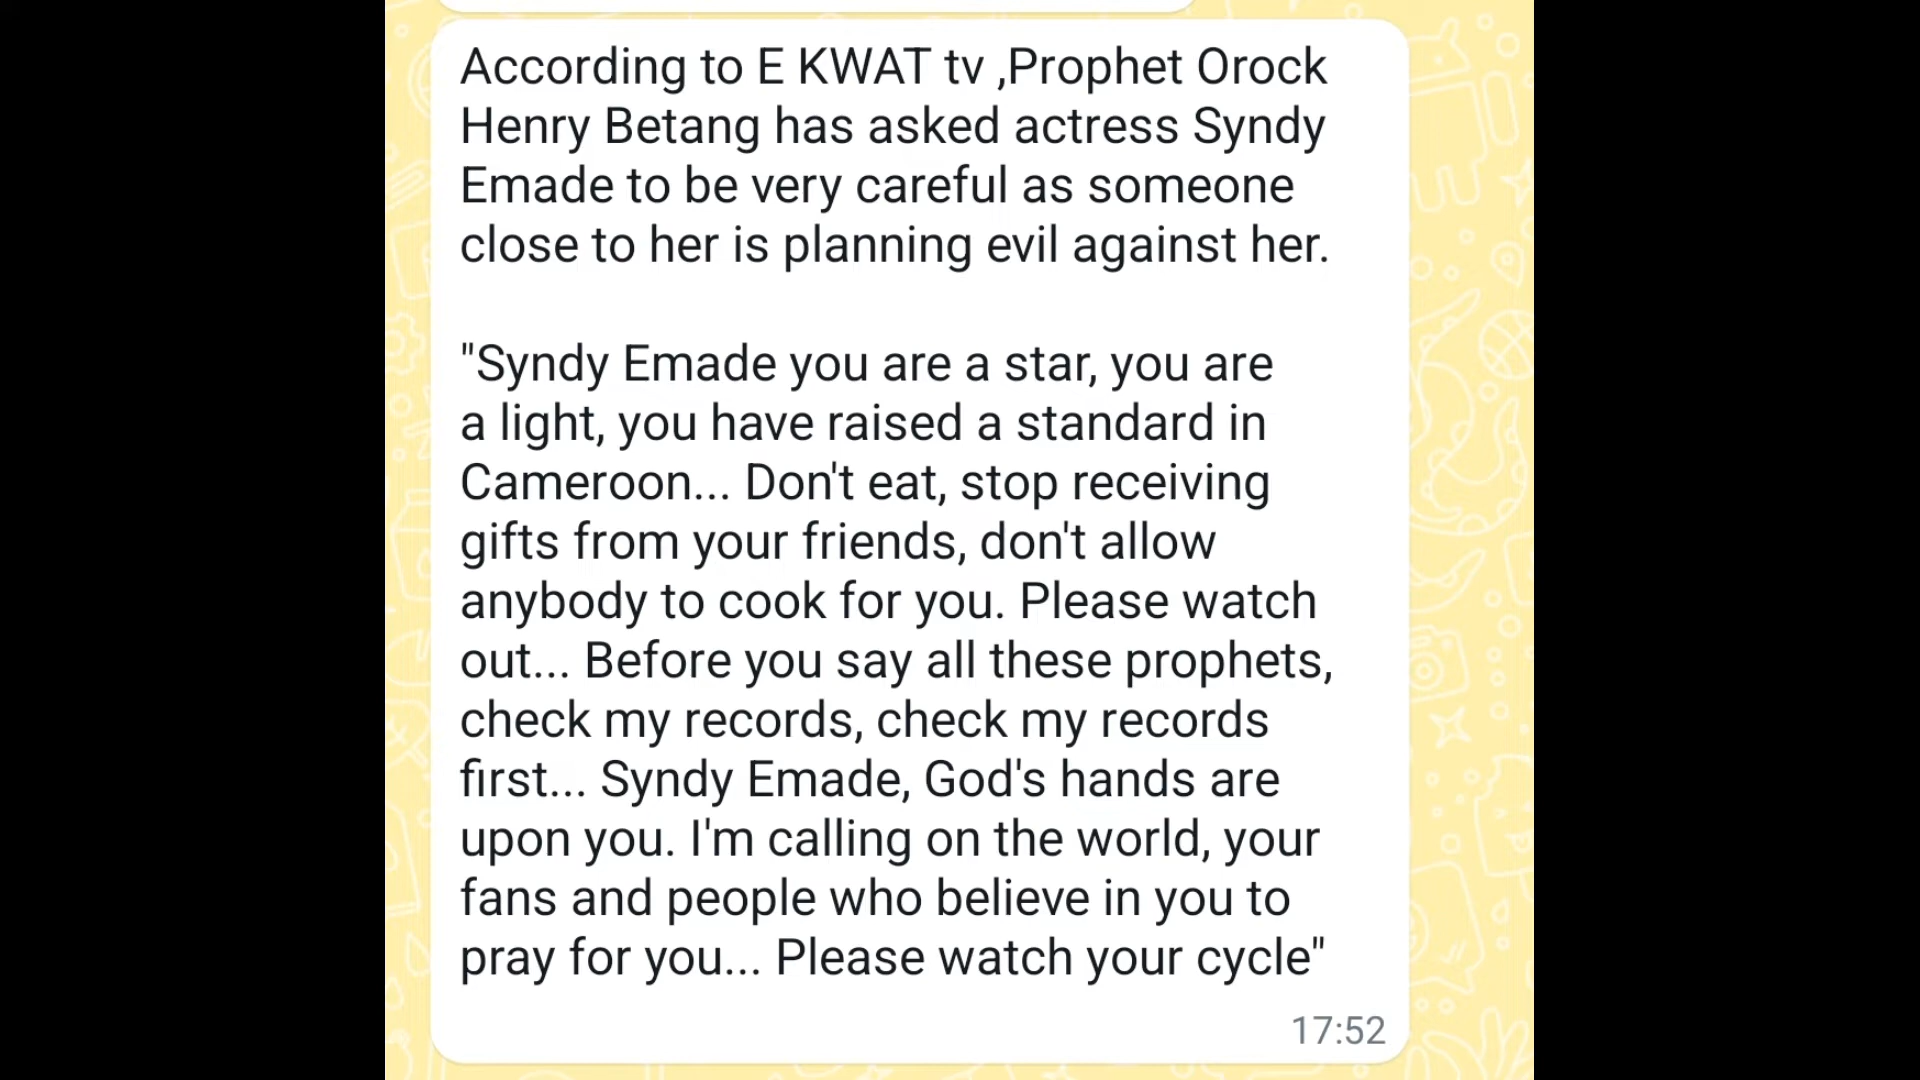 According to E KWAT tv ,Prophet Orock
Henry Betang has asked actress Syndy
Emade to be very careful as someone
close to her is planning evil against her.
"Syndy Emade you are a star, you are
a light, you have raised a standard in
Cameroon... Don't eat, stop receiving
gifts from your friends, don't allow
anybody to cook for you. Please watch
out... Before you say all these prophets,
check my records, check my records
first... Syndy Emade, God's hands are
upon you. I'm calling on the world, your
fans and people who believe in you to
pray for you... Please watch your cycle"
17:52